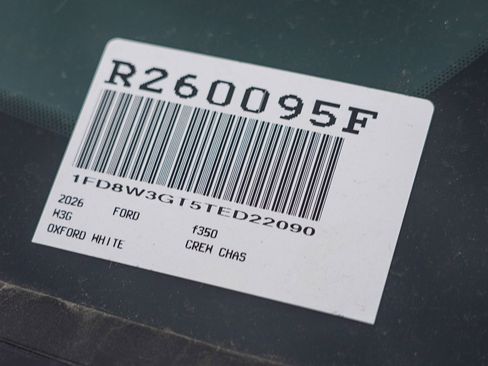 R260095F
1FD8W3GT5TED22090
2026
W3G FORD f350
OXFORD WHITE CREW CHAS